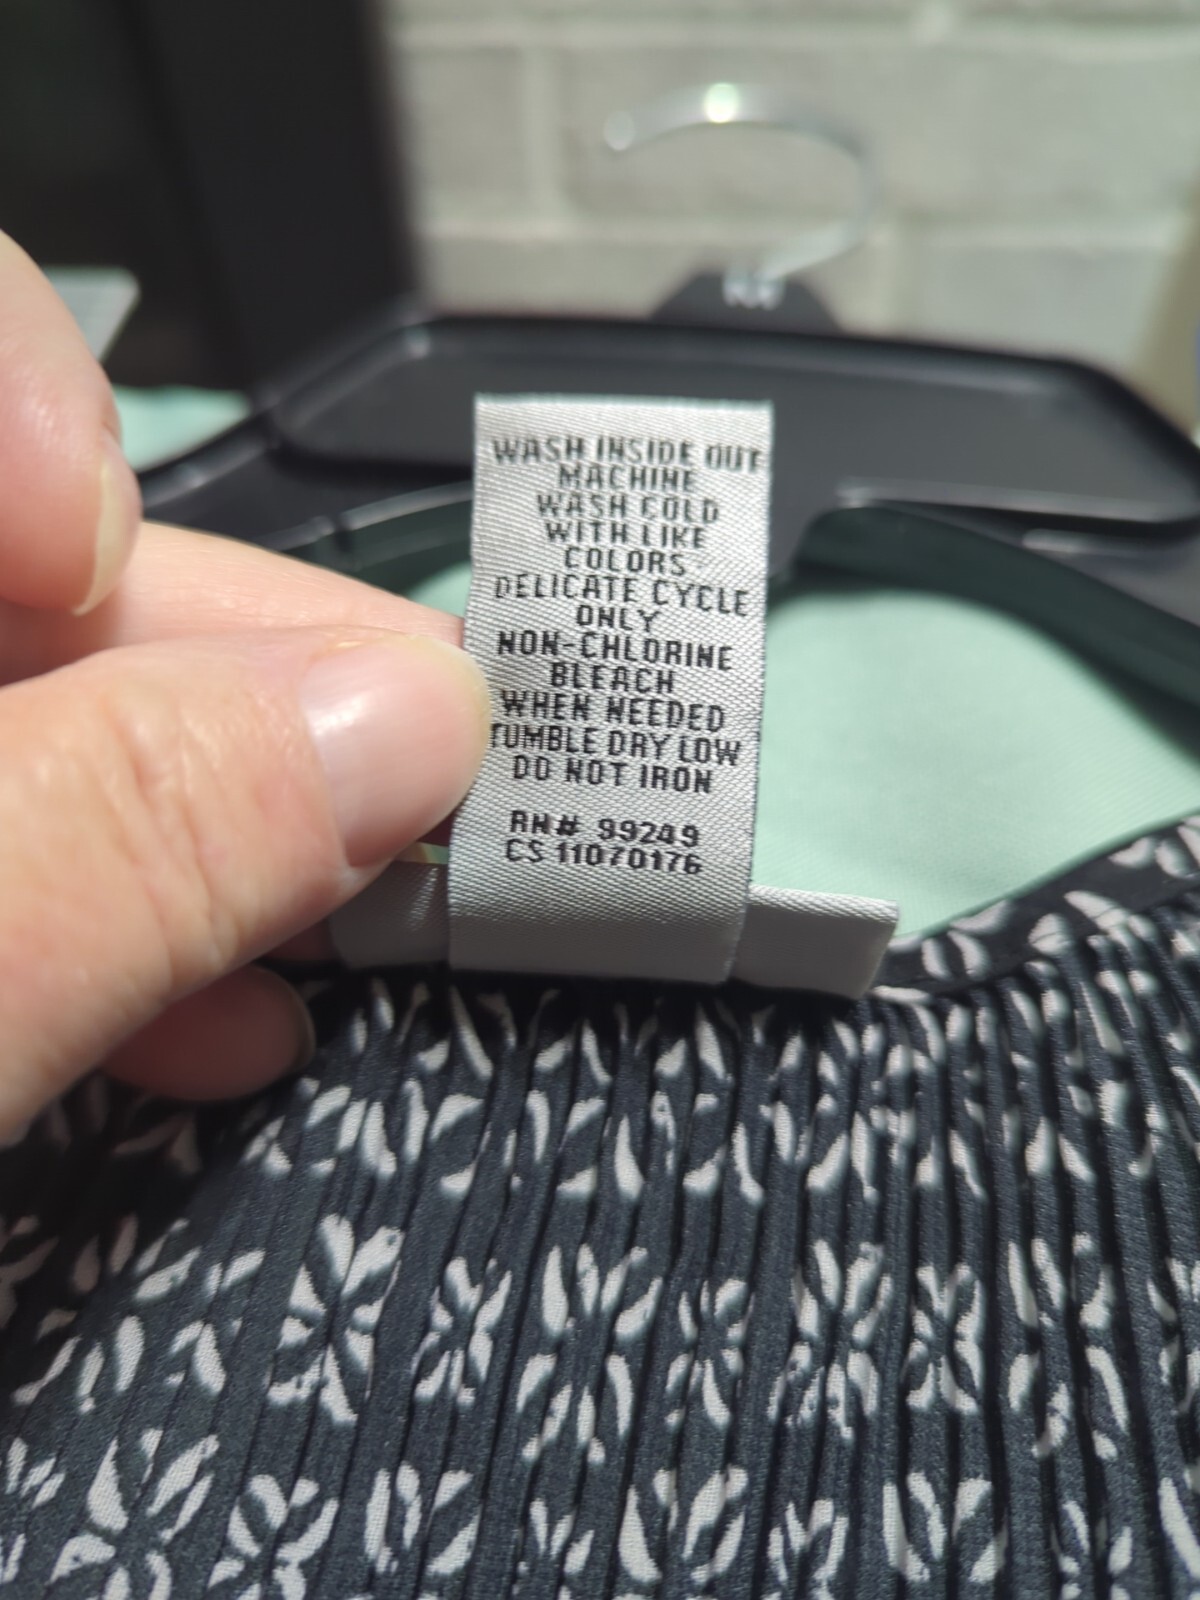 WASH INSIDE OUT
MACHINE
WASH COLD
WITH LIKE
COLORS
DELICATE CYCLE
ONLY
NON-CHLORINE
BLEACH
WHEN NEEDED
TUMBLE DRY LOW
DO NOT IRON
RN# 99249
CS 11070176